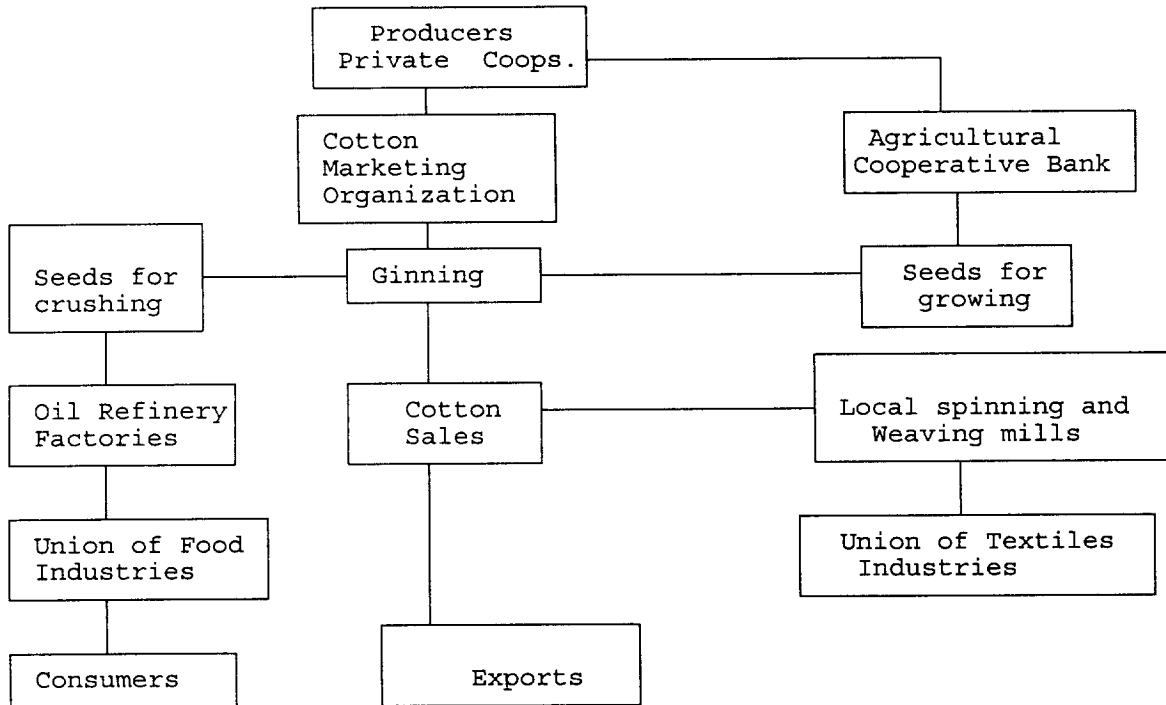 Producers
Private Coops.
Cotton
Marketing
Organization
Agricultural
Cooperative Bank
Seeds for
crushing
Ginning
Seeds for
growing
Oil Refinery
Factories
Cotton
Sales
Local spinning and
Weaving mills
Union of Food
Industries
Union of Textiles
Industries
Consumers
Exports